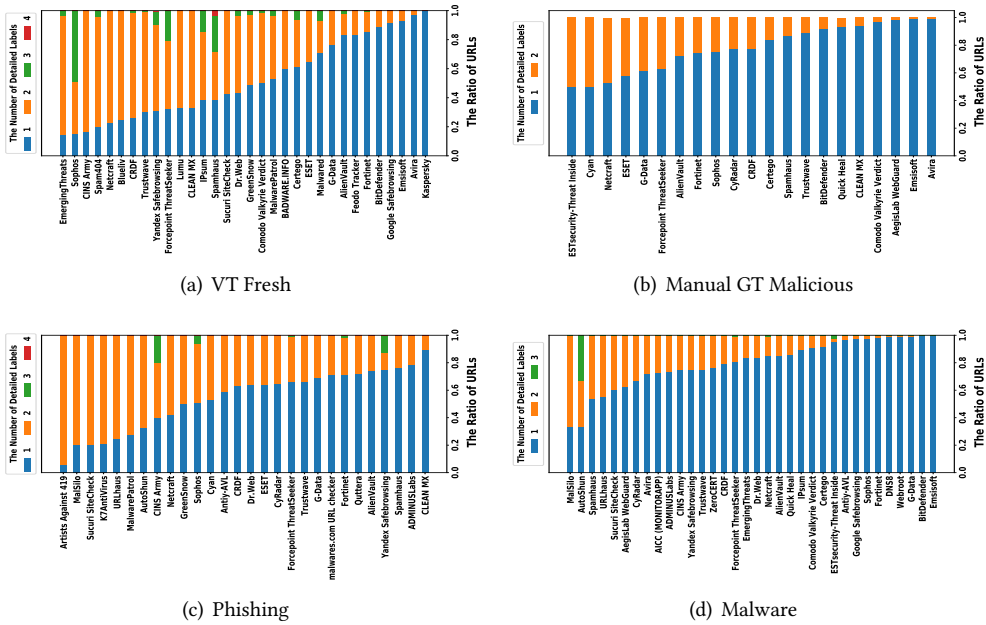 The Number of Detailed Labels
1 2 3 4
The Ratio of URLs
0.0 0.2 0.4 0.6 0.8 1.0
EmergingThreats
Sophos
CINS Army
Spam404
Netcraft
Blueliv
CRDF
Trustwave
Yandex Safebrowsing
Forcepoint ThreatSeeker
Lumu
CLEAN MX
IPsum
Spamhaus
Sucuri SiteCheck
Dr.Web
GreenSnow
Comodo Valkyrie Verdict
MalwarePatrol
BADWARE.INFO
Certego
ESET
Malwared
G-Data
AlienVault
Feodo Tracker
Fortinet
BitDefender
Google Safebrowsing
Emsisoft
Avira
Kaspersky
(a) VT Fresh
The Number of Detailed Labels
1 2
The Ratio of URLs
0.0 0.2 0.4 0.6 0.8 1.0
ESTsecurity-Threat Inside
Cyan
Netcraft
ESET
G-Data
Forcepoint ThreatSeeker
AlienVault
Fortinet
Sophos
CyRadar
CRDF
Certego
Spamhaus
Trustwave
BitDefender
Quick Heal
CLEAN MX
Comodo Valkyrie Verdict
AegisLab WebGuard
Emsisoft
Avira
(b) Manual GT Malicious
The Number of Detailed Labels
1 2 3 4
The Ratio of URLs
0.0 0.2 0.4 0.6 0.8 1.0
Artists Against 419
MalSilo
Sucuri SiteCheck
K7AntiVirus
URLhaus
MalwarePatrol
AutoShun
CINS Army
Netcraft
GreenSnow
Sophos
Cyan
Antiy-AVL
CRDF
Dr.Web
ESET
CyRadar
Forcepoint ThreatSeeker
Trustwave
G-Data
malwares.com URL checker
Fortinet
Quttera
AlienVault
Yandex Safebrowsing
Spamhaus
ADMINUSLabs
CLEAN MX
(c) Phishing
The Number of Detailed Labels
1 2 3
The Ratio of URLs
0.0 0.2 0.4 0.6 0.8 1.0
MalSilo
AutoShun
Spamhaus
URLhaus
Sucuri SiteCheck
AegisLab WebGuard
CyRadar
Avira
AICC (MONITORAPP)
ADMINUSLabs
CINS Army
Yandex Safebrowsing
Trustwave
ZeroCERT
CRDF
Forcepoint ThreatSeeker
EmergingThreats
Dr.Web
Netcraft
AlienVault
Quick Heal
IPsum
Comodo Valkyrie Verdict
Certego
ESTsecurity-Threat Inside
Antiy-AVL
Google Safebrowsing
Sophos
Fortinet
DNS8
Webroot
G-Data
BitDefender
Emsisoft
(d) Malware